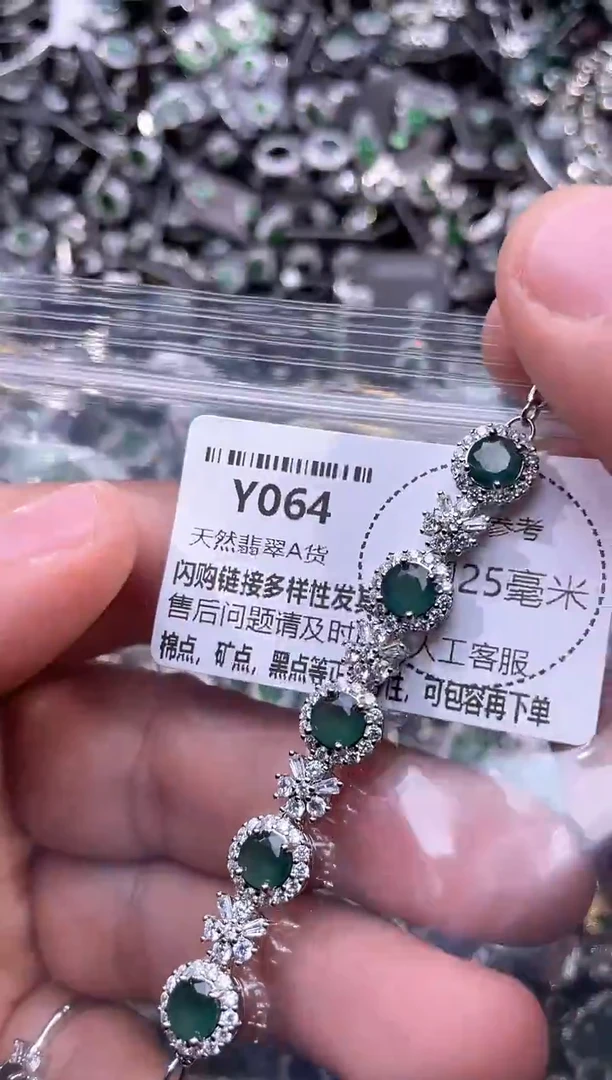 Y064
天然翡翠A货
参考
闪购链接多样性发
25毫米
售后问题请及时
人工客服
棉点，矿点，黑点等正
性，可包容再下单